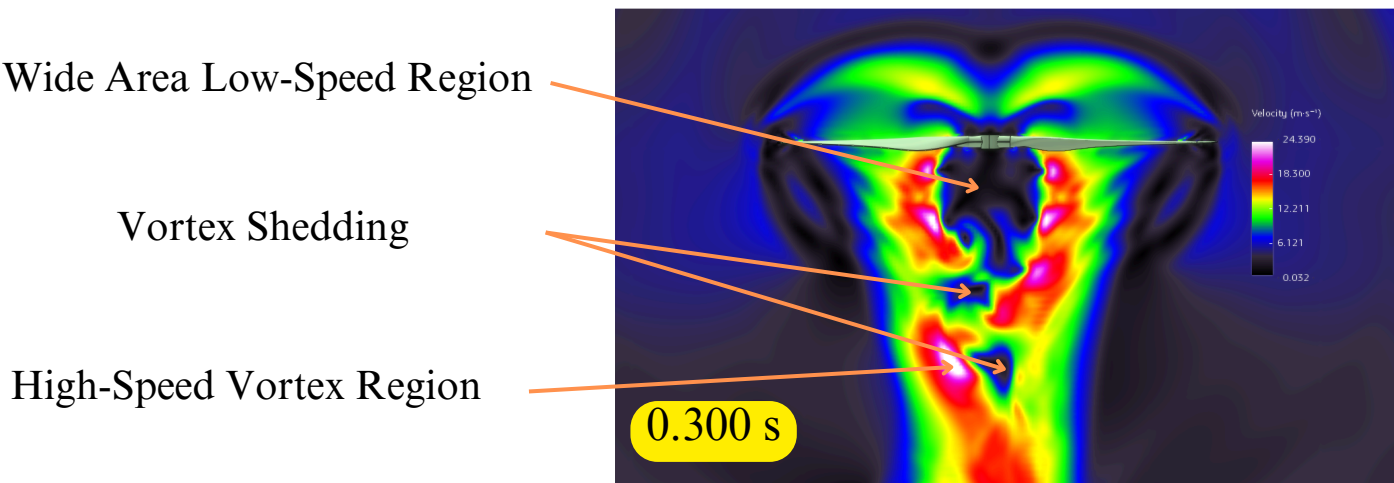 Wide Area Low-Speed Region
Vortex Shedding
High-Speed Vortex Region
0.300 s
Velocity (m·s⁻¹)
24.390
18.300
12.211
6.121
0.032